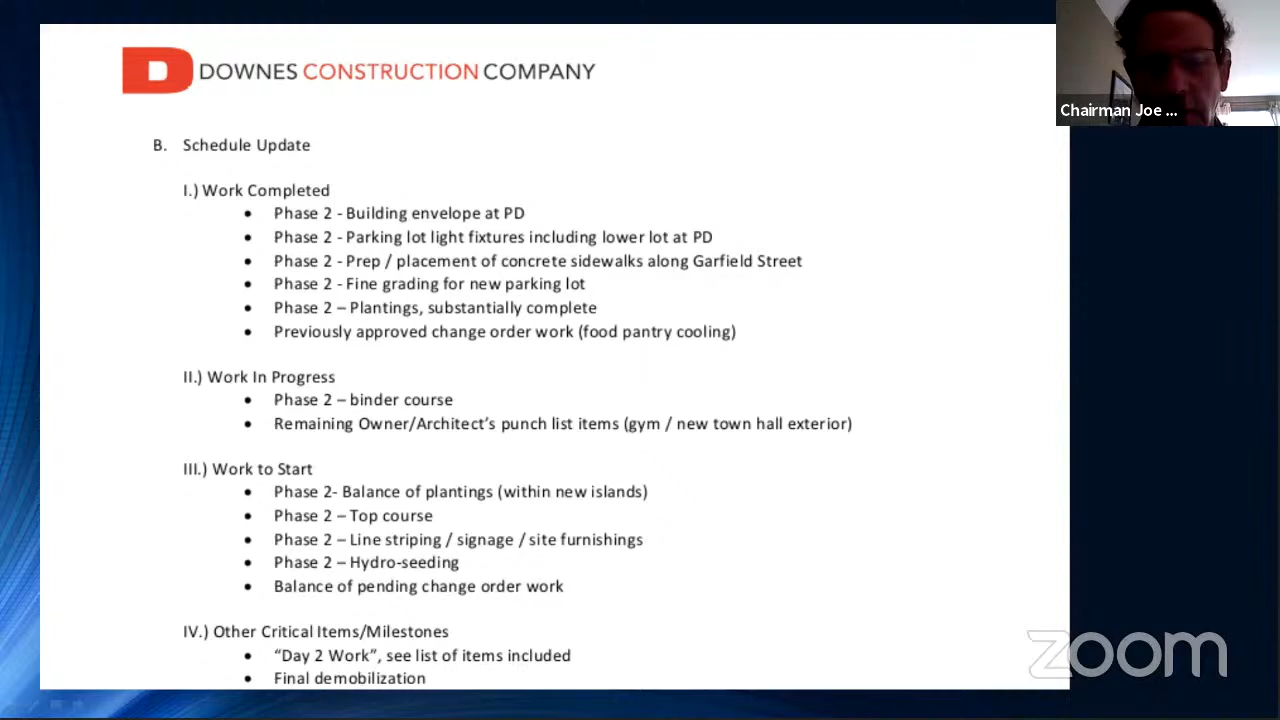 D DOWNES CONSTRUCTION COMPANY
Chairman Joe ...
B. Schedule Update
I.) Work Completed
• Phase 2 - Building envelope at PD
• Phase 2 - Parking lot light fixtures including lower lot at PD
• Phase 2 - Prep / placement of concrete sidewalks along Garfield Street
• Phase 2 - Fine grading for new parking lot
• Phase 2 – Plantings, substantially complete
• Previously approved change order work (food pantry cooling)
II.) Work In Progress
• Phase 2 – binder course
• Remaining Owner/Architect's punch list items (gym / new town hall exterior)
III.) Work to Start
• Phase 2- Balance of plantings (within new islands)
• Phase 2 – Top course
• Phase 2 – Line striping / signage / site furnishings
• Phase 2 – Hydro-seeding
• Balance of pending change order work
IV.) Other Critical Items/Milestones
• “Day 2 Work”, see list of items included
• Final demobilization
zoom